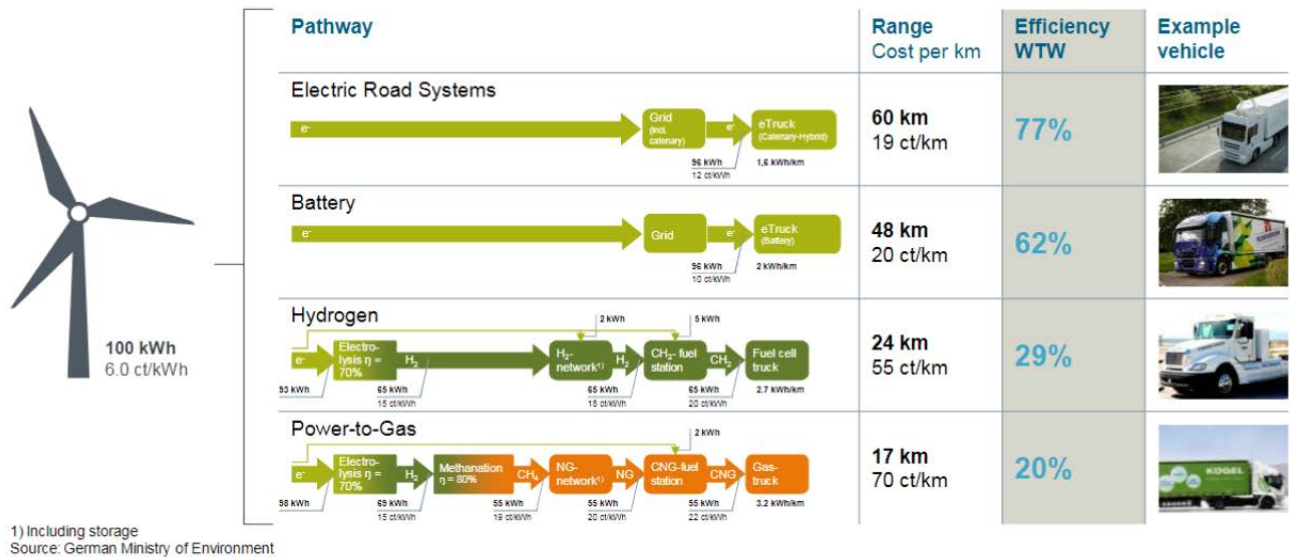 Pathway
Range
Cost per km
Efficiency
WTW
Example
vehicle
100 kWh
6.0 ct/kWh
Electric Road Systems
e-
Grid
(Incl.
catenary)
e-
eTruck
(Catenary-Hybrid)
96 kWh
12 ct/kWh
1,6 kWh/km
60 km
19 ct/km
77%
Battery
e-
Grid
e-
eTruck
(Battery)
96 kWh
10 ct/kWh
2 kWh/km
48 km
20 ct/km
62%
Hydrogen
2 kWh
5 kWh
e-
Electro-
lysis η =
70%
H2
H2-
network1)
H2
CH2- fuel
station
CH2
Fuel cell
truck
93 kWh
65 kWh
15 ct/kWh
65 kWh
18 ct/kWh
65 kWh
20 ct/kWh
2.7 kWh/km
24 km
55 ct/km
29%
Power-to-Gas
2 kWh
e-
Electro-
lysis η =
70%
H2
Methanation
η = 80%
CH4
NG-
network1)
NG
CNG-fuel
station
CNG
Gas-
truck
98 kWh
69 kWh
15 ct/kWh
55 kWh
19 ct/kWh
55 kWh
20 ct/kWh
55 kWh
22 ct/kWh
3.2 kWh/km
17 km
70 ct/km
20%
KÖGEL
1) Including storage
Source: German Ministry of Environment